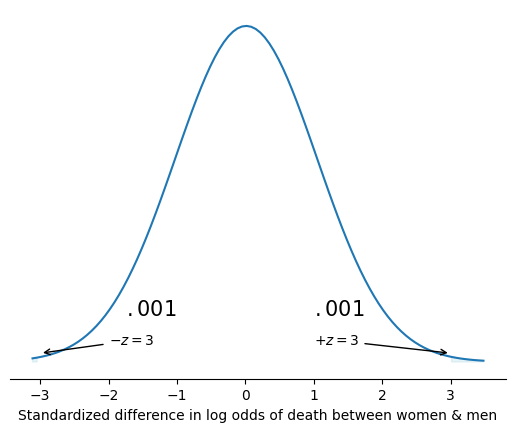 .001 .001
−z = 3 +z = 3
−3 −2 −1 0 1 2 3
Standardized difference in log odds of death between women & men